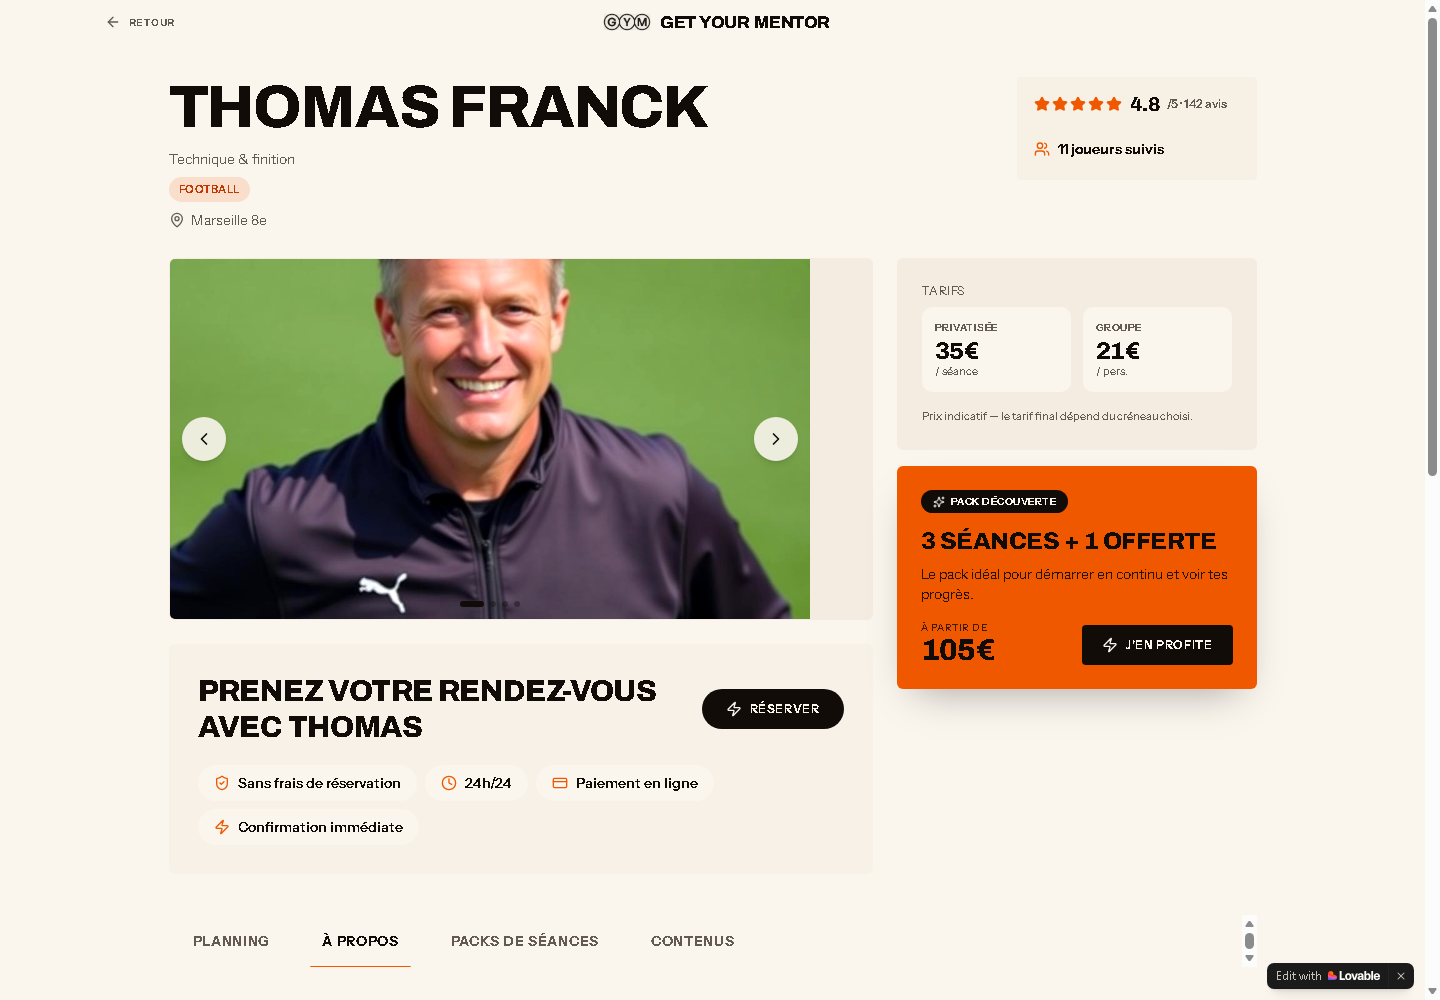 RETOUR
GYM GET YOUR MENTOR
THOMAS FRANCK
Technique & finition
FOOTBALL
Marseille 8e
4.8 /5 · 142 avis
11 joueurs suivis
TARIFS
PRIVATISÉE
35€
/ séance
GROUPE
21€
/ pers.
Prix indicatif — le tarif final dépend du créneau choisi.
PACK DÉCOUVERTE
3 SÉANCES + 1 OFFERTE
Le pack idéal pour démarrer en continu et voir tes
progrès.
À PARTIR DE
105€
J'EN PROFITE
PRENEZ VOTRE RENDEZ-VOUS
AVEC THOMAS
RÉSERVER
Sans frais de réservation
24h/24
Paiement en ligne
Confirmation immédiate
PLANNING
À PROPOS
PACKS DE SÉANCES
CONTENUS
Edit with Lovable